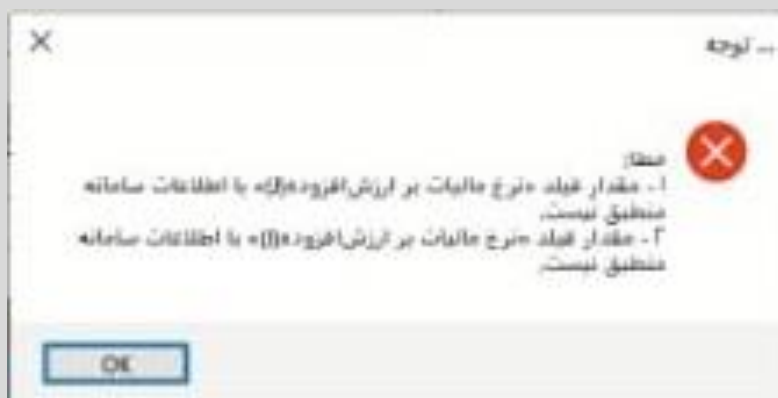 توجه ...
خطا:
۱- مقدار فیلد «نرخ مالیات بر ارزش‌افزوده» با اطلاعات سامانه
منطبق نیست.
۲- مقدار فیلد «نرخ مالیات بر ارزش‌افزوده» با اطلاعات سامانه
منطبق نیست.
OK